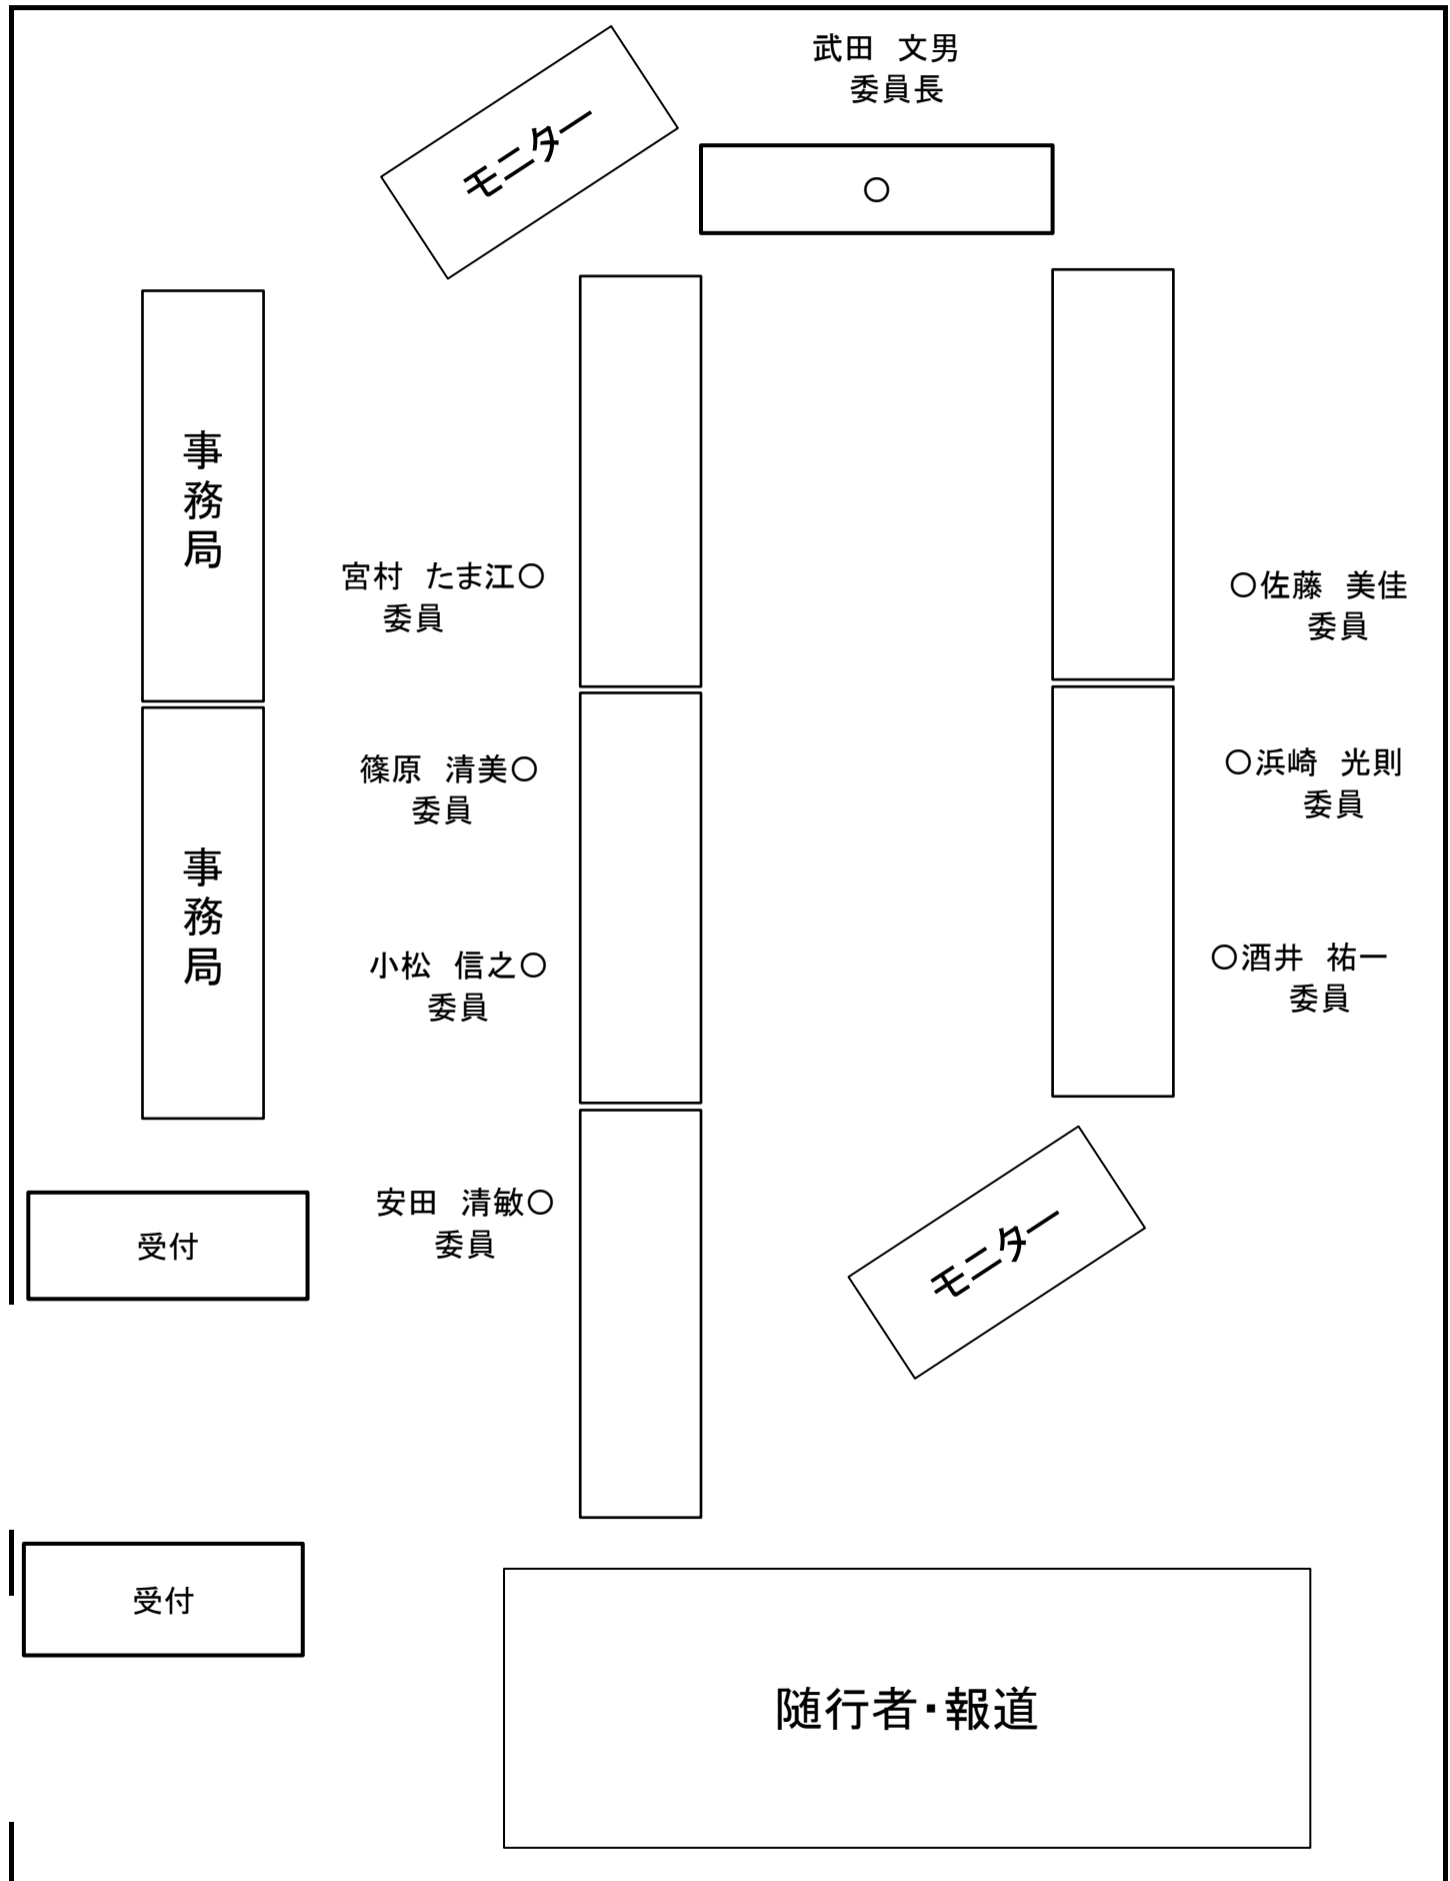 武田　文男
委員長
モニター
○
事務局
宮村　たま江○
委員
○佐藤　美佳
委員
篠原　清美○
委員
○浜崎　光則
委員
事務局
小松　信之○
委員
○酒井　祐一
委員
安田　清敏○
委員
受付
モニター
受付
随行者・報道